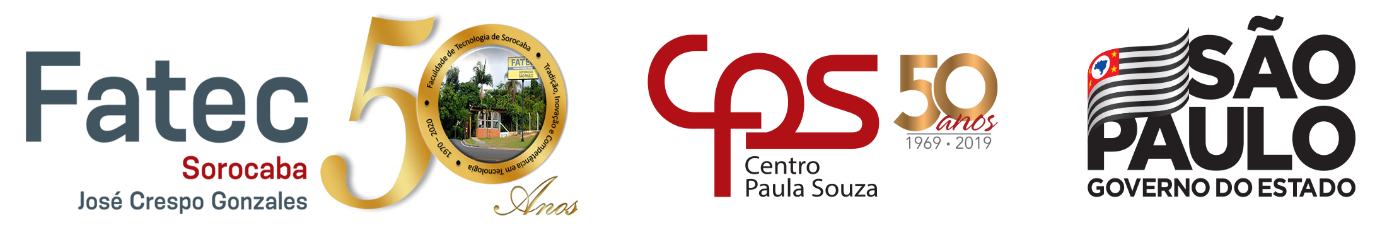 Fatec
Sorocaba
José Crespo Gonzales
50
Anos
Faculdade de Tecnologia de Sorocaba
Tradição, Inovação e Competência em Tecnologia
1970 - 2020
FATEC
cps
Centro
Paula Souza
50
anos
1969 • 2019
SÃO
PAULO
GOVERNO DO ESTADO